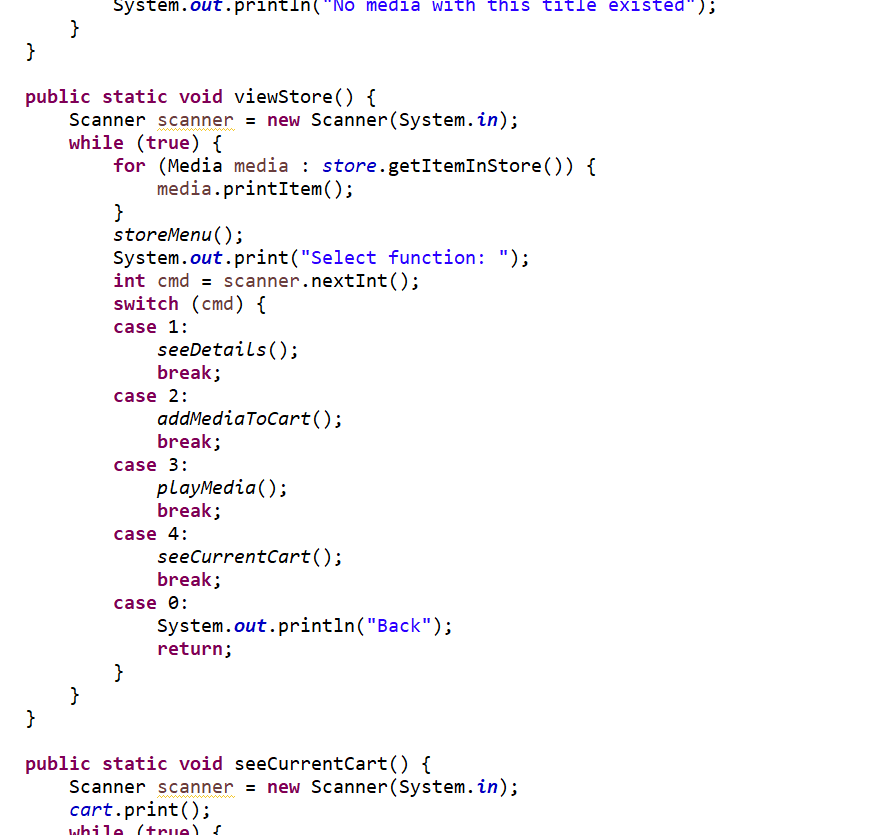 System.out.println("No media with this title existed");
    }
}

public static void viewStore() {
    Scanner scanner = new Scanner(System.in);
    while (true) {
        for (Media media : store.getItemInStore()) {
            media.printItem();
        }
        storeMenu();
        System.out.print("Select function: ");
        int cmd = scanner.nextInt();
        switch (cmd) {
        case 1:
            seeDetails();
            break;
        case 2:
            addMediaToCart();
            break;
        case 3:
            playMedia();
            break;
        case 4:
            seeCurrentCart();
            break;
        case 0:
            System.out.println("Back");
            return;
        }
    }
}

public static void seeCurrentCart() {
    Scanner scanner = new Scanner(System.in);
    cart.print();
    while (true) {